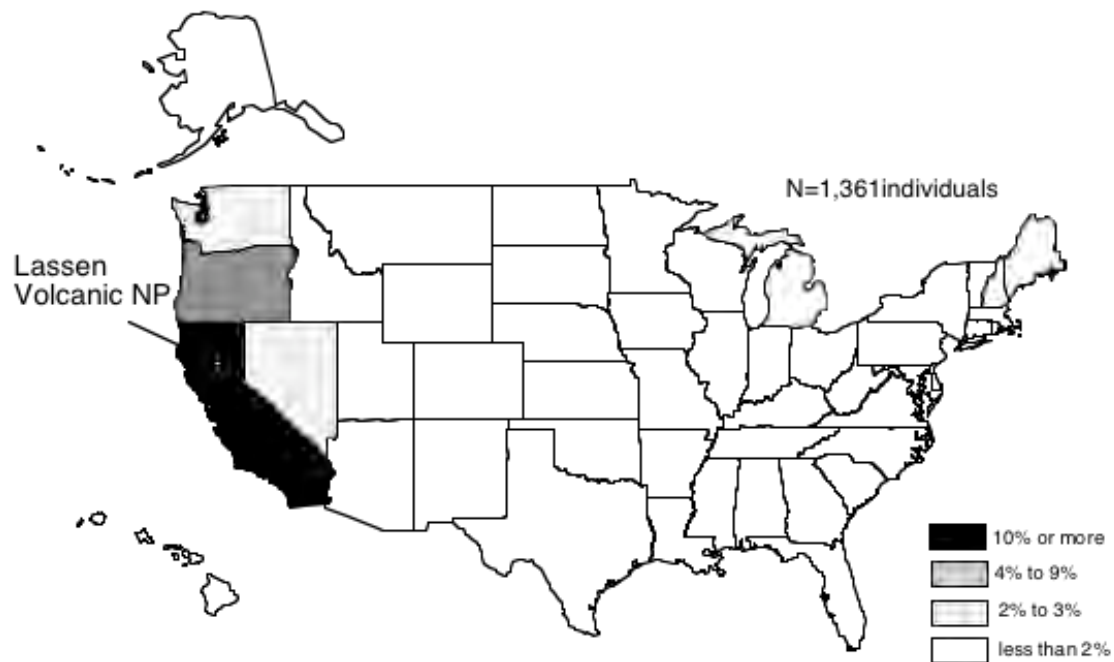 N=1,361individuals
Lassen
Volcanic NP
10% or more
4% to 9%
2% to 3%
less than 2%